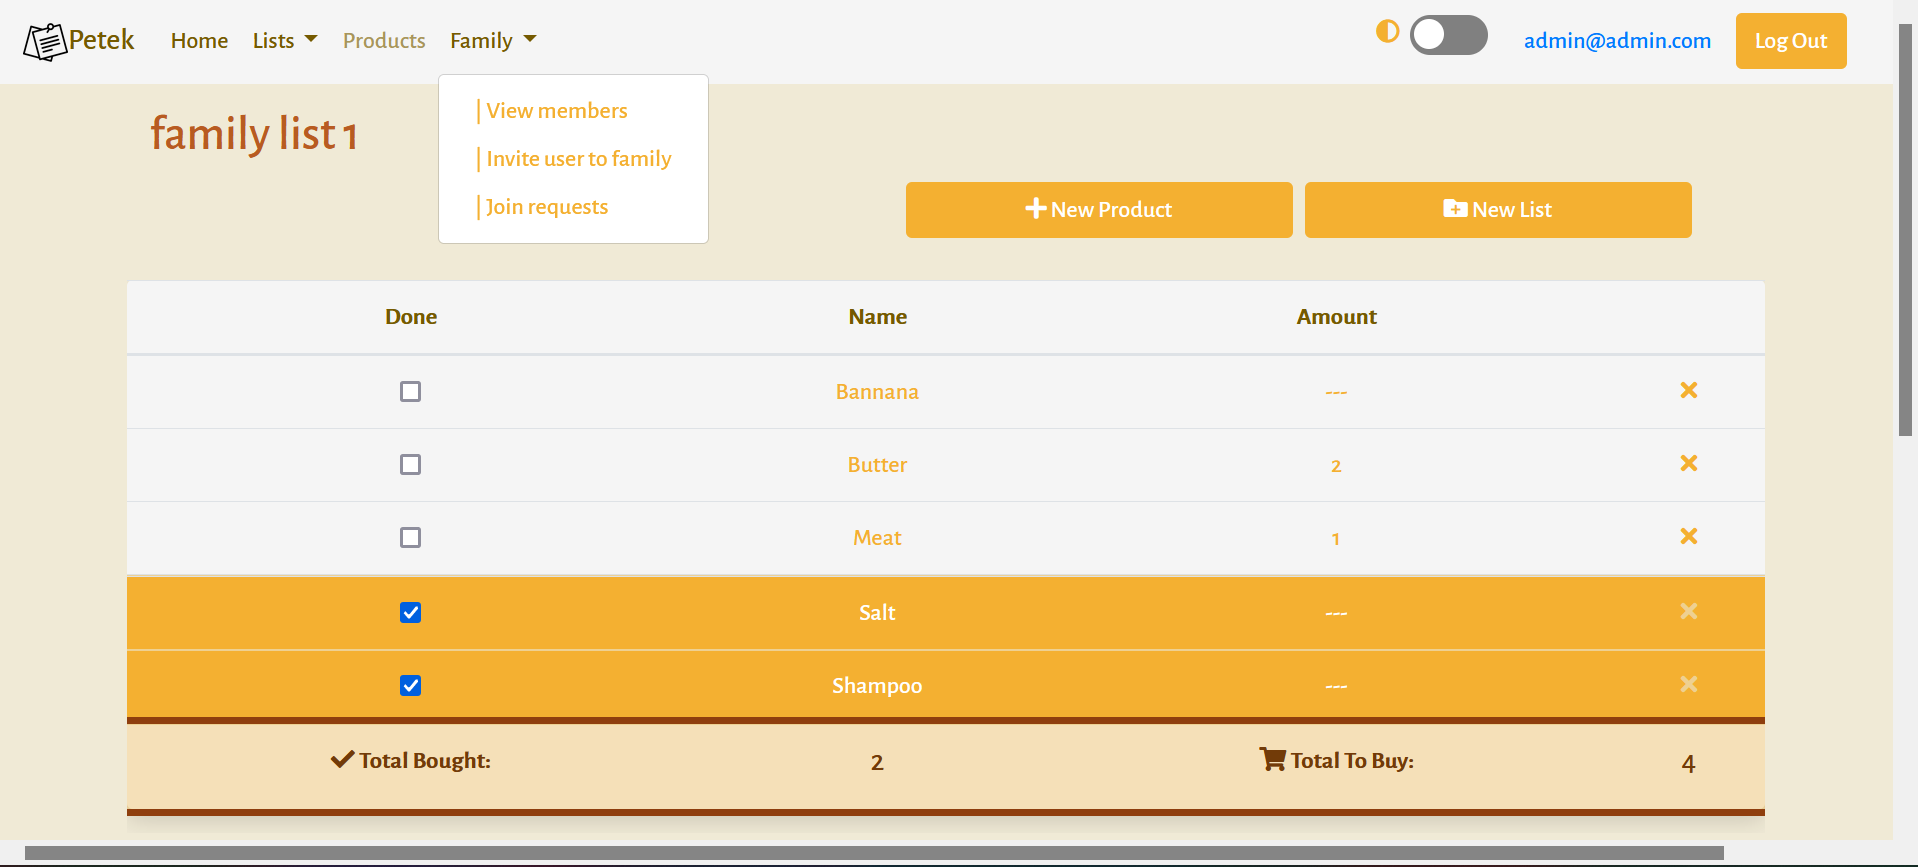 Petek Home Lists Products Family admin@admin.com Log Out
View members
Invite user to family
Join requests
family list 1
New Product New List
Done Name Amount
Bannana ---
Butter 2
Meat 1
Salt ---
Shampoo ---
Total Bought: 2 Total To Buy: 4